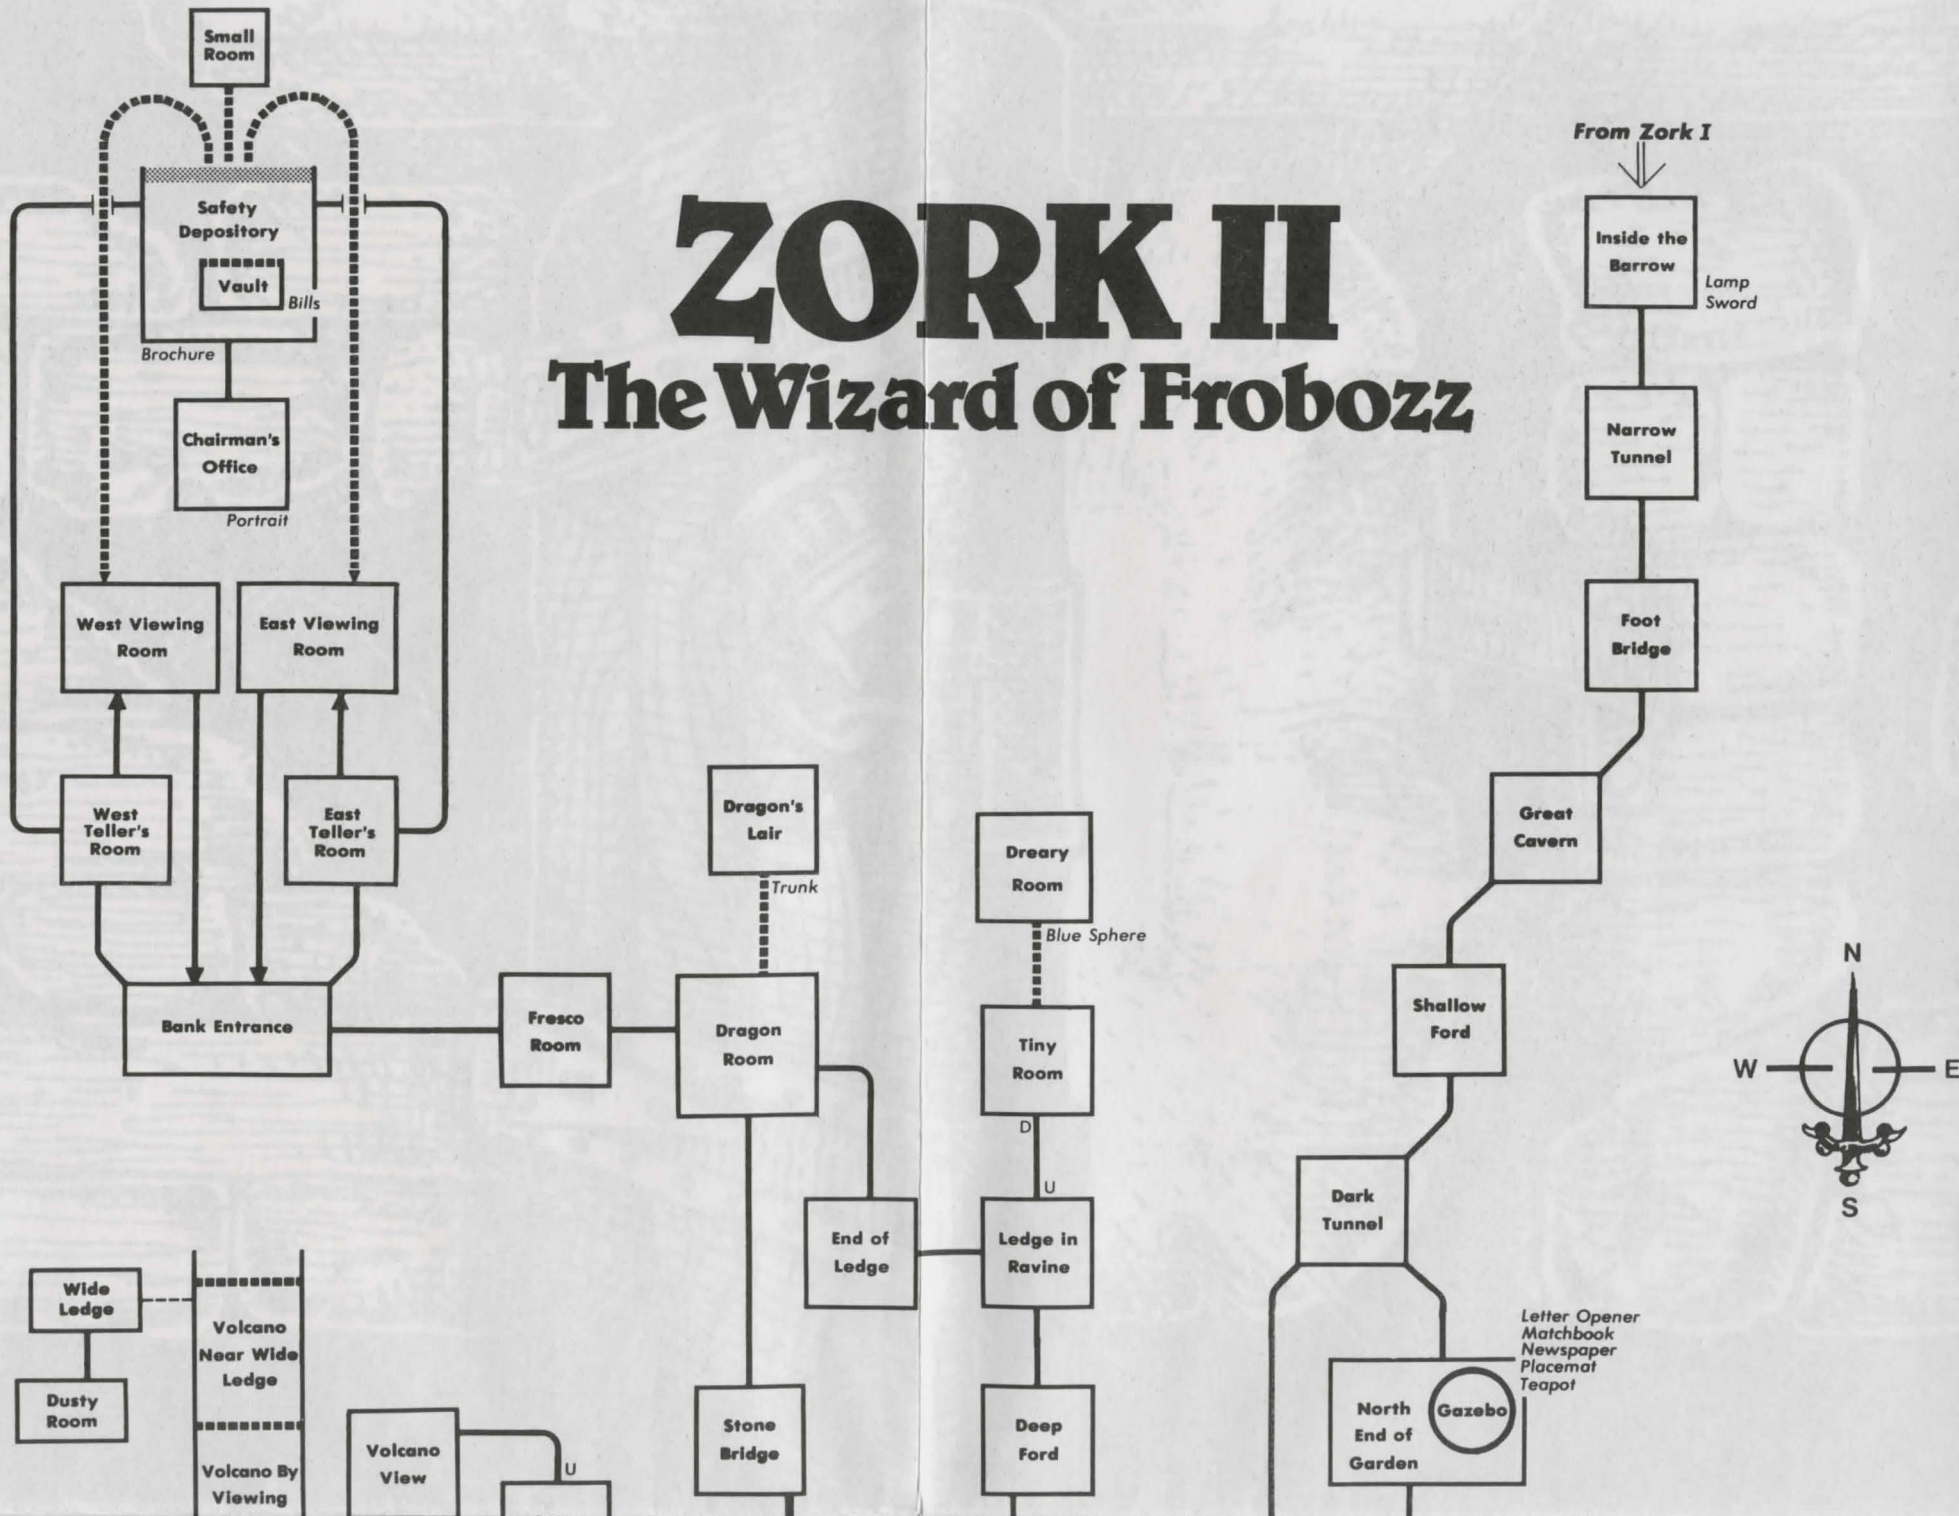 Small
Room
From Zork I
Safety
Depository
Vault
Bills
Brochure
Chairman's
Office
Portrait
ZORK II
The Wizard of Frobozz
Inside the
Barrow
Lamp
Sword
Narrow
Tunnel
Foot
Bridge
West Viewing
Room
East Viewing
Room
West
Teller's
Room
East
Teller's
Room
Dragon's
Lair
Trunk
Dreary
Room
Blue Sphere
Great
Cavern
Bank Entrance
Fresco
Room
Dragon
Room
Tiny
Room
D
U
Shallow
Ford
N
W
E
S
Dark
Tunnel
End of
Ledge
Ledge in
Ravine
Wide
Ledge
Dusty
Room
Volcano
Near Wide
Ledge
Volcano By
Viewing
Volcano
View
U
Stone
Bridge
Deep
Ford
Letter Opener
Matchbook
Newspaper
Placemat
Teapot
North
End of
Garden
Gazebo